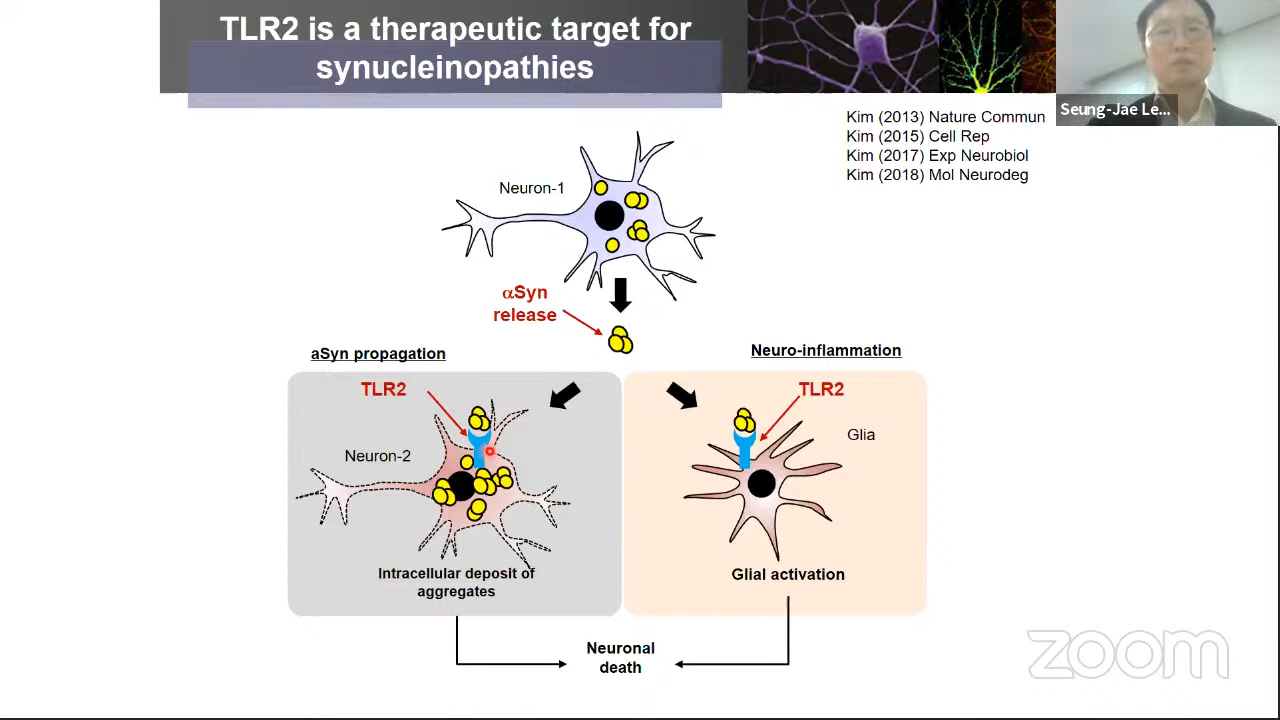 TLR2 is a therapeutic target for
synucleinopathies
Seung-Jae Le...
Kim (2013) Nature Commun
Kim (2015) Cell Rep
Kim (2017) Exp Neurobiol
Kim (2018) Mol Neurodeg
Neuron-1
αSyn
release
aSyn propagation
Neuro-inflammation
TLR2
TLR2
Glia
Neuron-2
Intracellular deposit of
aggregates
Glial activation
Neuronal
death
zoom